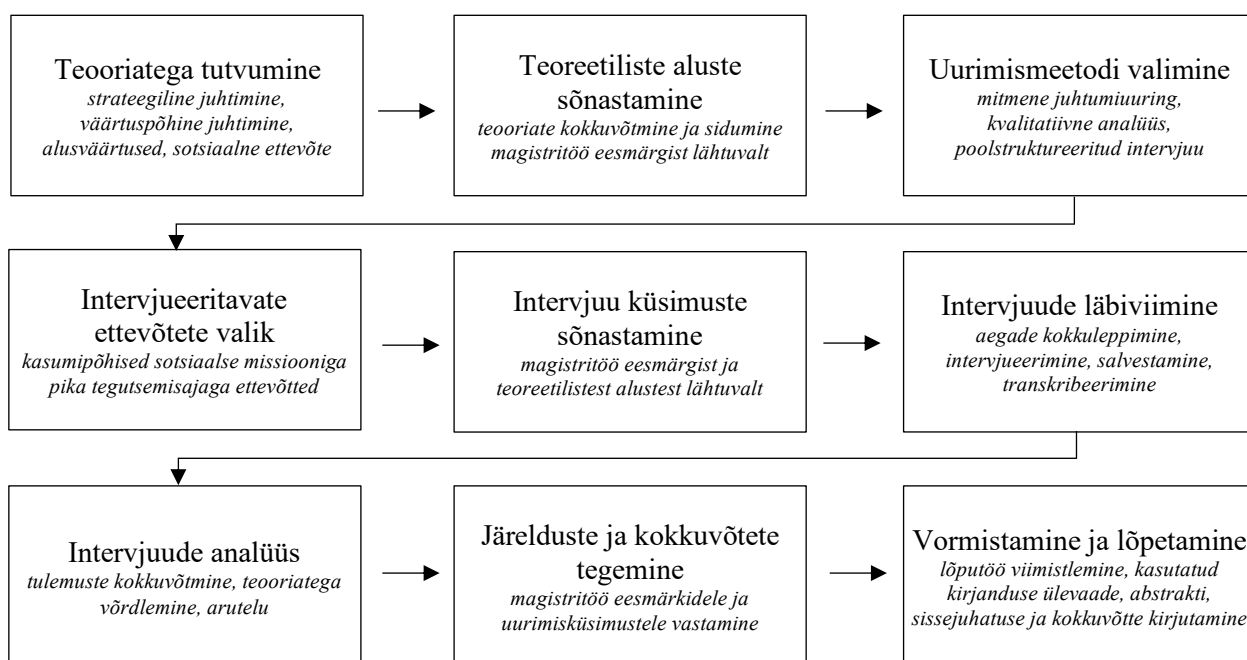 Teooriatega tutvumine
strateegiline juhtimine,
väärtuspõhine juhtimine,
alusväärtused, sotsiaalne ettevõte
Teoreetiliste aluste
sõnastamine
teooriate kokkuvõtmine ja sidumine
magistritöö eesmärgist lähtuvalt
Uurimismeetodi valimine
mitmene juhtumiuuring,
kvalitatiivne analüüs,
poolstruktureeritud intervjuu
Intervjueeritavate
ettevõtete valik
kasumipõhised sotsiaalse missiooniga
pika tegutsemisajaga ettevõtted
Intervjuu küsimuste
sõnastamine
magistritöö eesmärgist ja
teoreetilistest alustest lähtuvalt
Intervjuude läbiviimine
aegade kokkuleppimine,
intervjueerimine, salvestamine,
transkribeerimine
Intervjuude analüüs
tulemuste kokkuvõtmine, teooriatega
võrdlemine, arutelu
Järelduste ja kokkuvõtete
tegemine
magistritöö eesmärkidele ja
uurimisküsimustele vastamine
Vormistamine ja lõpetamine
lõputöö viimistlemine, kasutatud
kirjanduse ülevaade, abstrakti,
sissejuhatuse ja kokkuvõtte kirjutamine